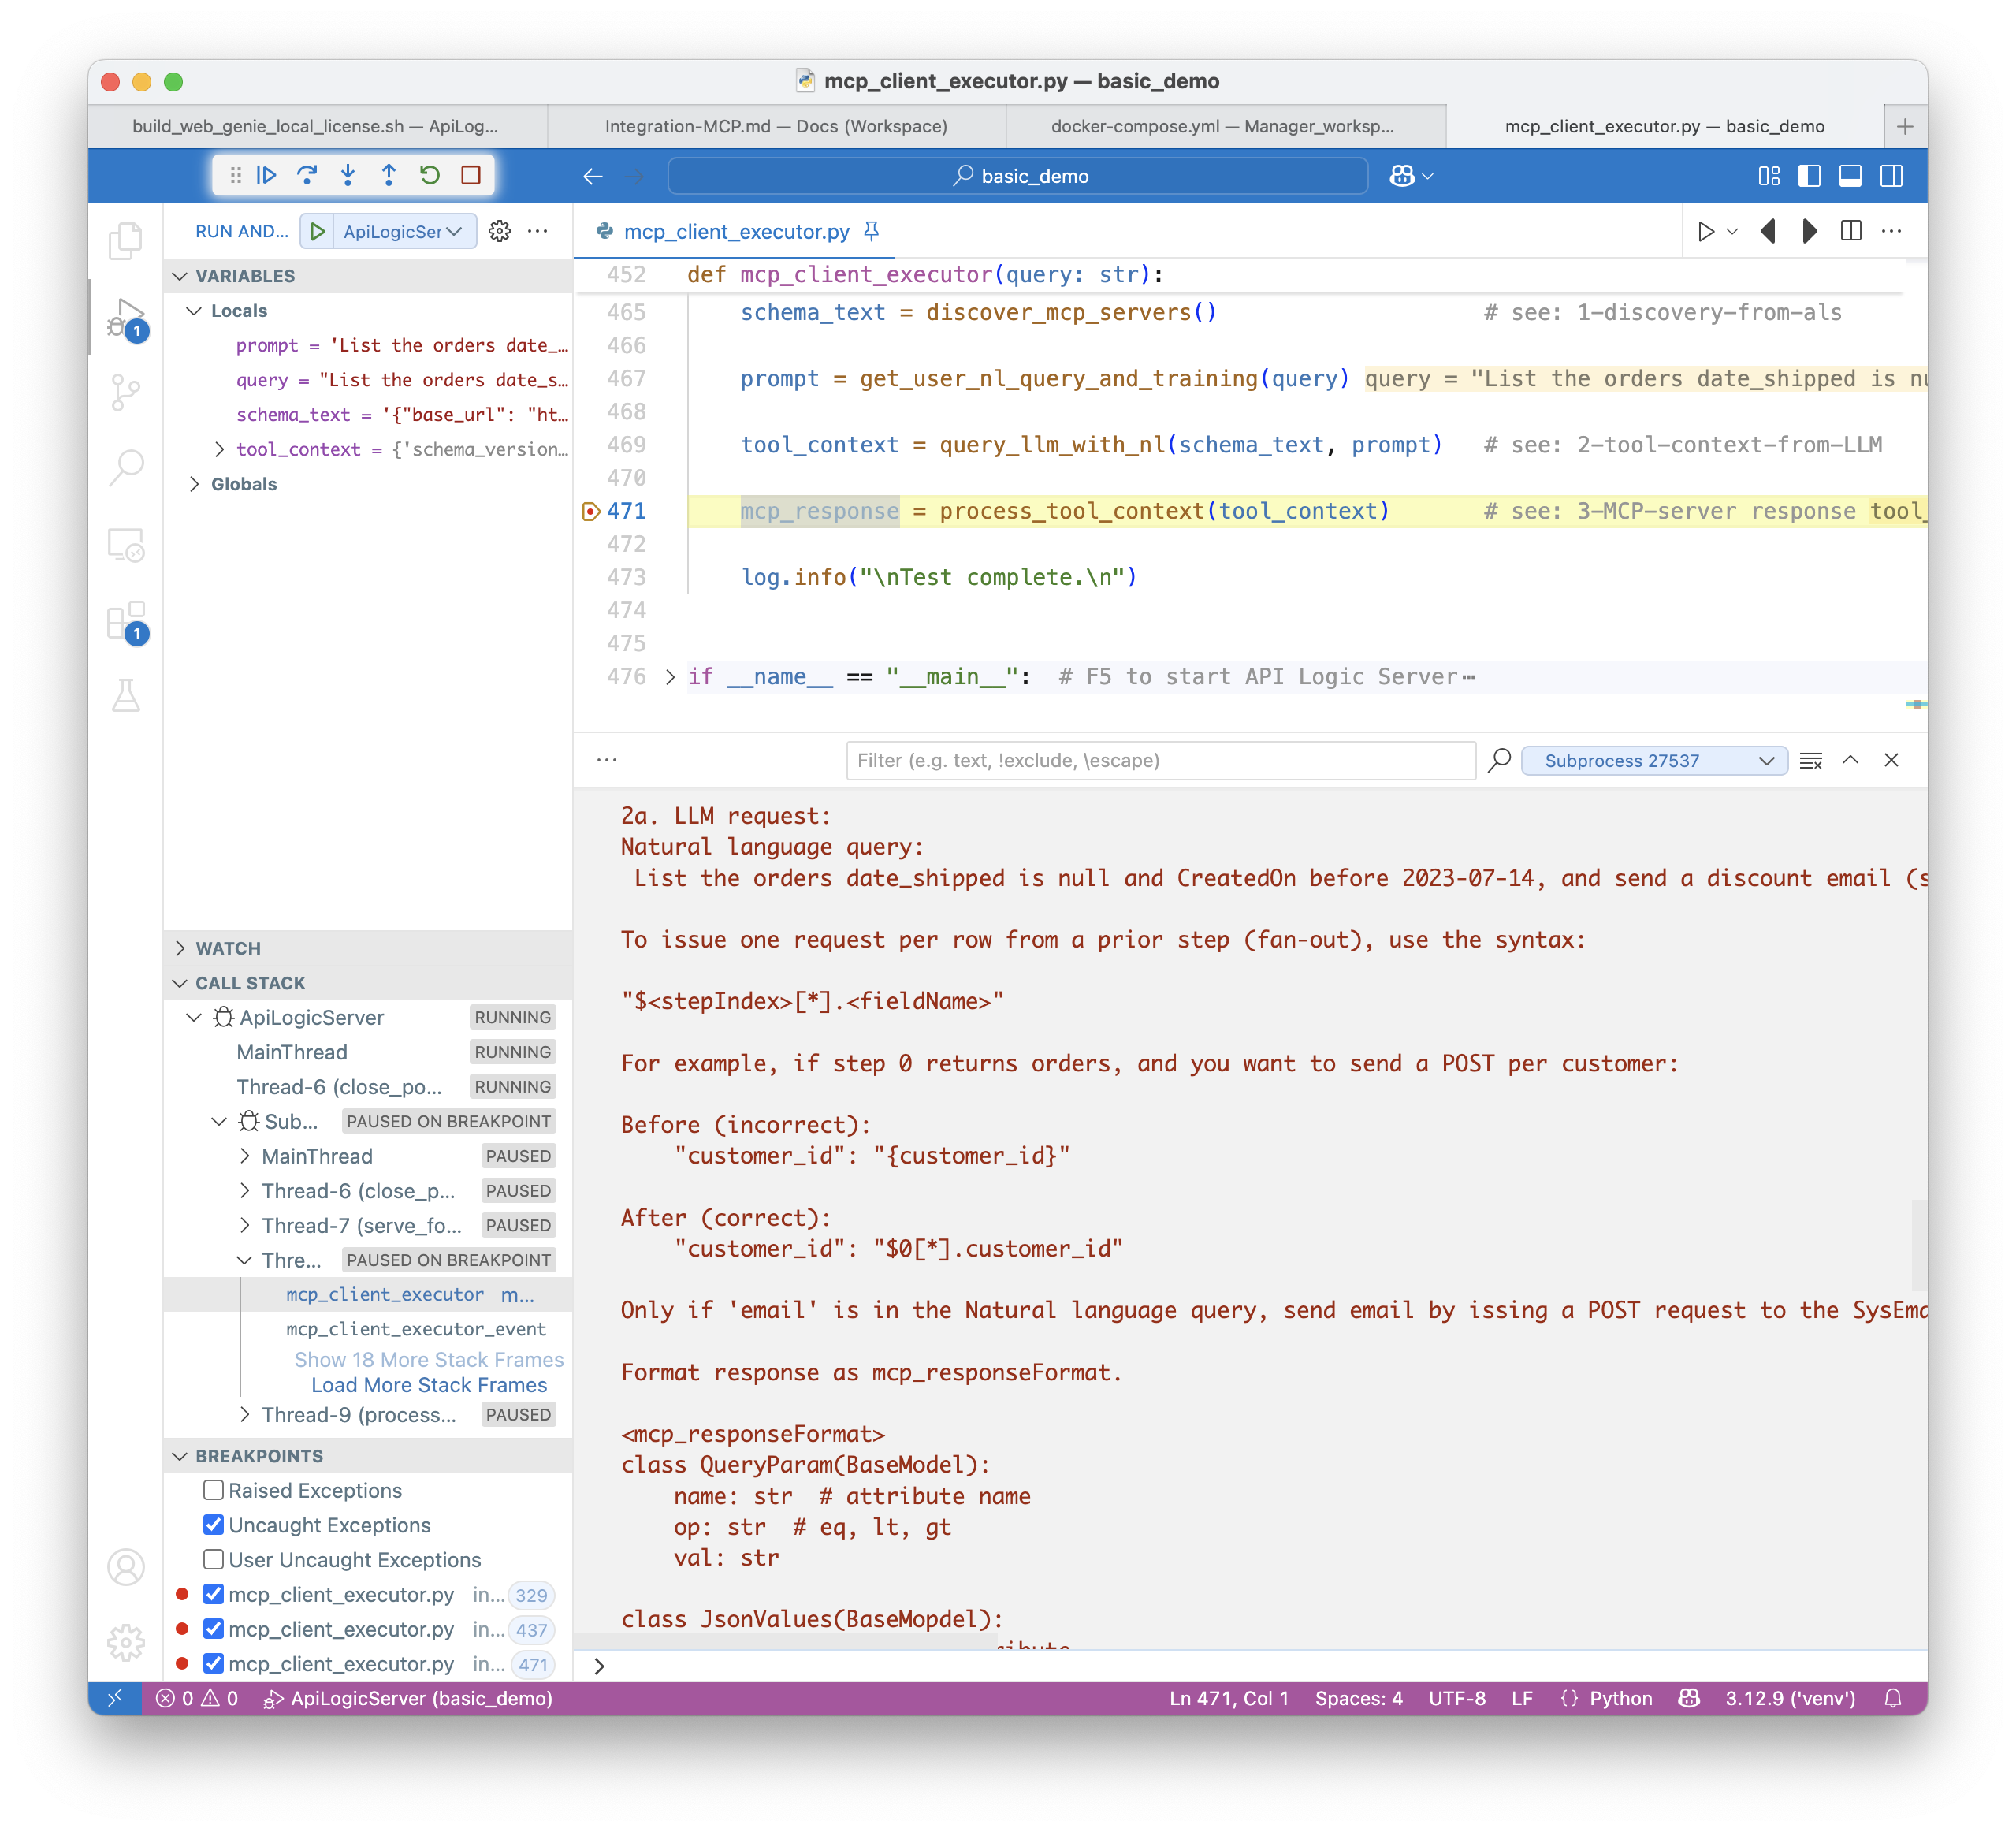 mcp_client_executor.py — basic_demo
build_web_genie_local_license.sh — ApiLog...
Integration-MCP.md — Docs (Workspace)
docker-compose.yml — Manager_worksp...
mcp_client_executor.py — basic_demo
basic_demo
RUN AND...
ApiLogicSer
VARIABLES
Locals
prompt = 'List the orders date_...
query = "List the orders date_s...
schema_text = '{"base_url": "ht...
tool_context = {'schema_version...
Globals
WATCH
CALL STACK
ApiLogicServer RUNNING
MainThread RUNNING
Thread-6 (close_po... RUNNING
Sub... PAUSED ON BREAKPOINT
MainThread PAUSED
Thread-6 (close_p... PAUSED
Thread-7 (serve_fo... PAUSED
Thre... PAUSED ON BREAKPOINT
mcp_client_executor m...
mcp_client_executor_event
Show 18 More Stack Frames
Load More Stack Frames
Thread-9 (process... PAUSED
BREAKPOINTS
Raised Exceptions
Uncaught Exceptions
User Uncaught Exceptions
mcp_client_executor.py in... 329
mcp_client_executor.py in... 437
mcp_client_executor.py in... 471
1
1
mcp_client_executor.py
452 def mcp_client_executor(query: str):
465 schema_text = discover_mcp_servers() # see: 1-discovery-from-als
466
467 prompt = get_user_nl_query_and_training(query) query = "List the orders date_shipped is nu
468
469 tool_context = query_llm_with_nl(schema_text, prompt) # see: 2-tool-context-from-LLM
470
471 mcp_response = process_tool_context(tool_context) # see: 3-MCP-server response tool_
472
473 log.info("\nTest complete.\n")
474
475
476 if __name__ == "__main__": # F5 to start API Logic Server⋯
Filter (e.g. text, !exclude, \escape)
Subprocess 27537
2a. LLM request:
Natural language query:
List the orders date_shipped is null and CreatedOn before 2023-07-14, and send a discount email (s
To issue one request per row from a prior step (fan-out), use the syntax:
"$<stepIndex>[*].<fieldName>"
For example, if step 0 returns orders, and you want to send a POST per customer:
Before (incorrect):
"customer_id": "{customer_id}"
After (correct):
"customer_id": "$0[*].customer_id"
Only if 'email' is in the Natural language query, send email by issing a POST request to the SysEma
Format response as mcp_responseFormat.
<mcp_responseFormat>
class QueryParam(BaseModel):
name: str # attribute name
op: str # eq, lt, gt
val: str
class JsonValues(BaseMopdel):
0 0 ApiLogicServer (basic_demo)
Ln 471, Col 1 Spaces: 4 UTF-8 LF {} Python 3.12.9 ('venv')